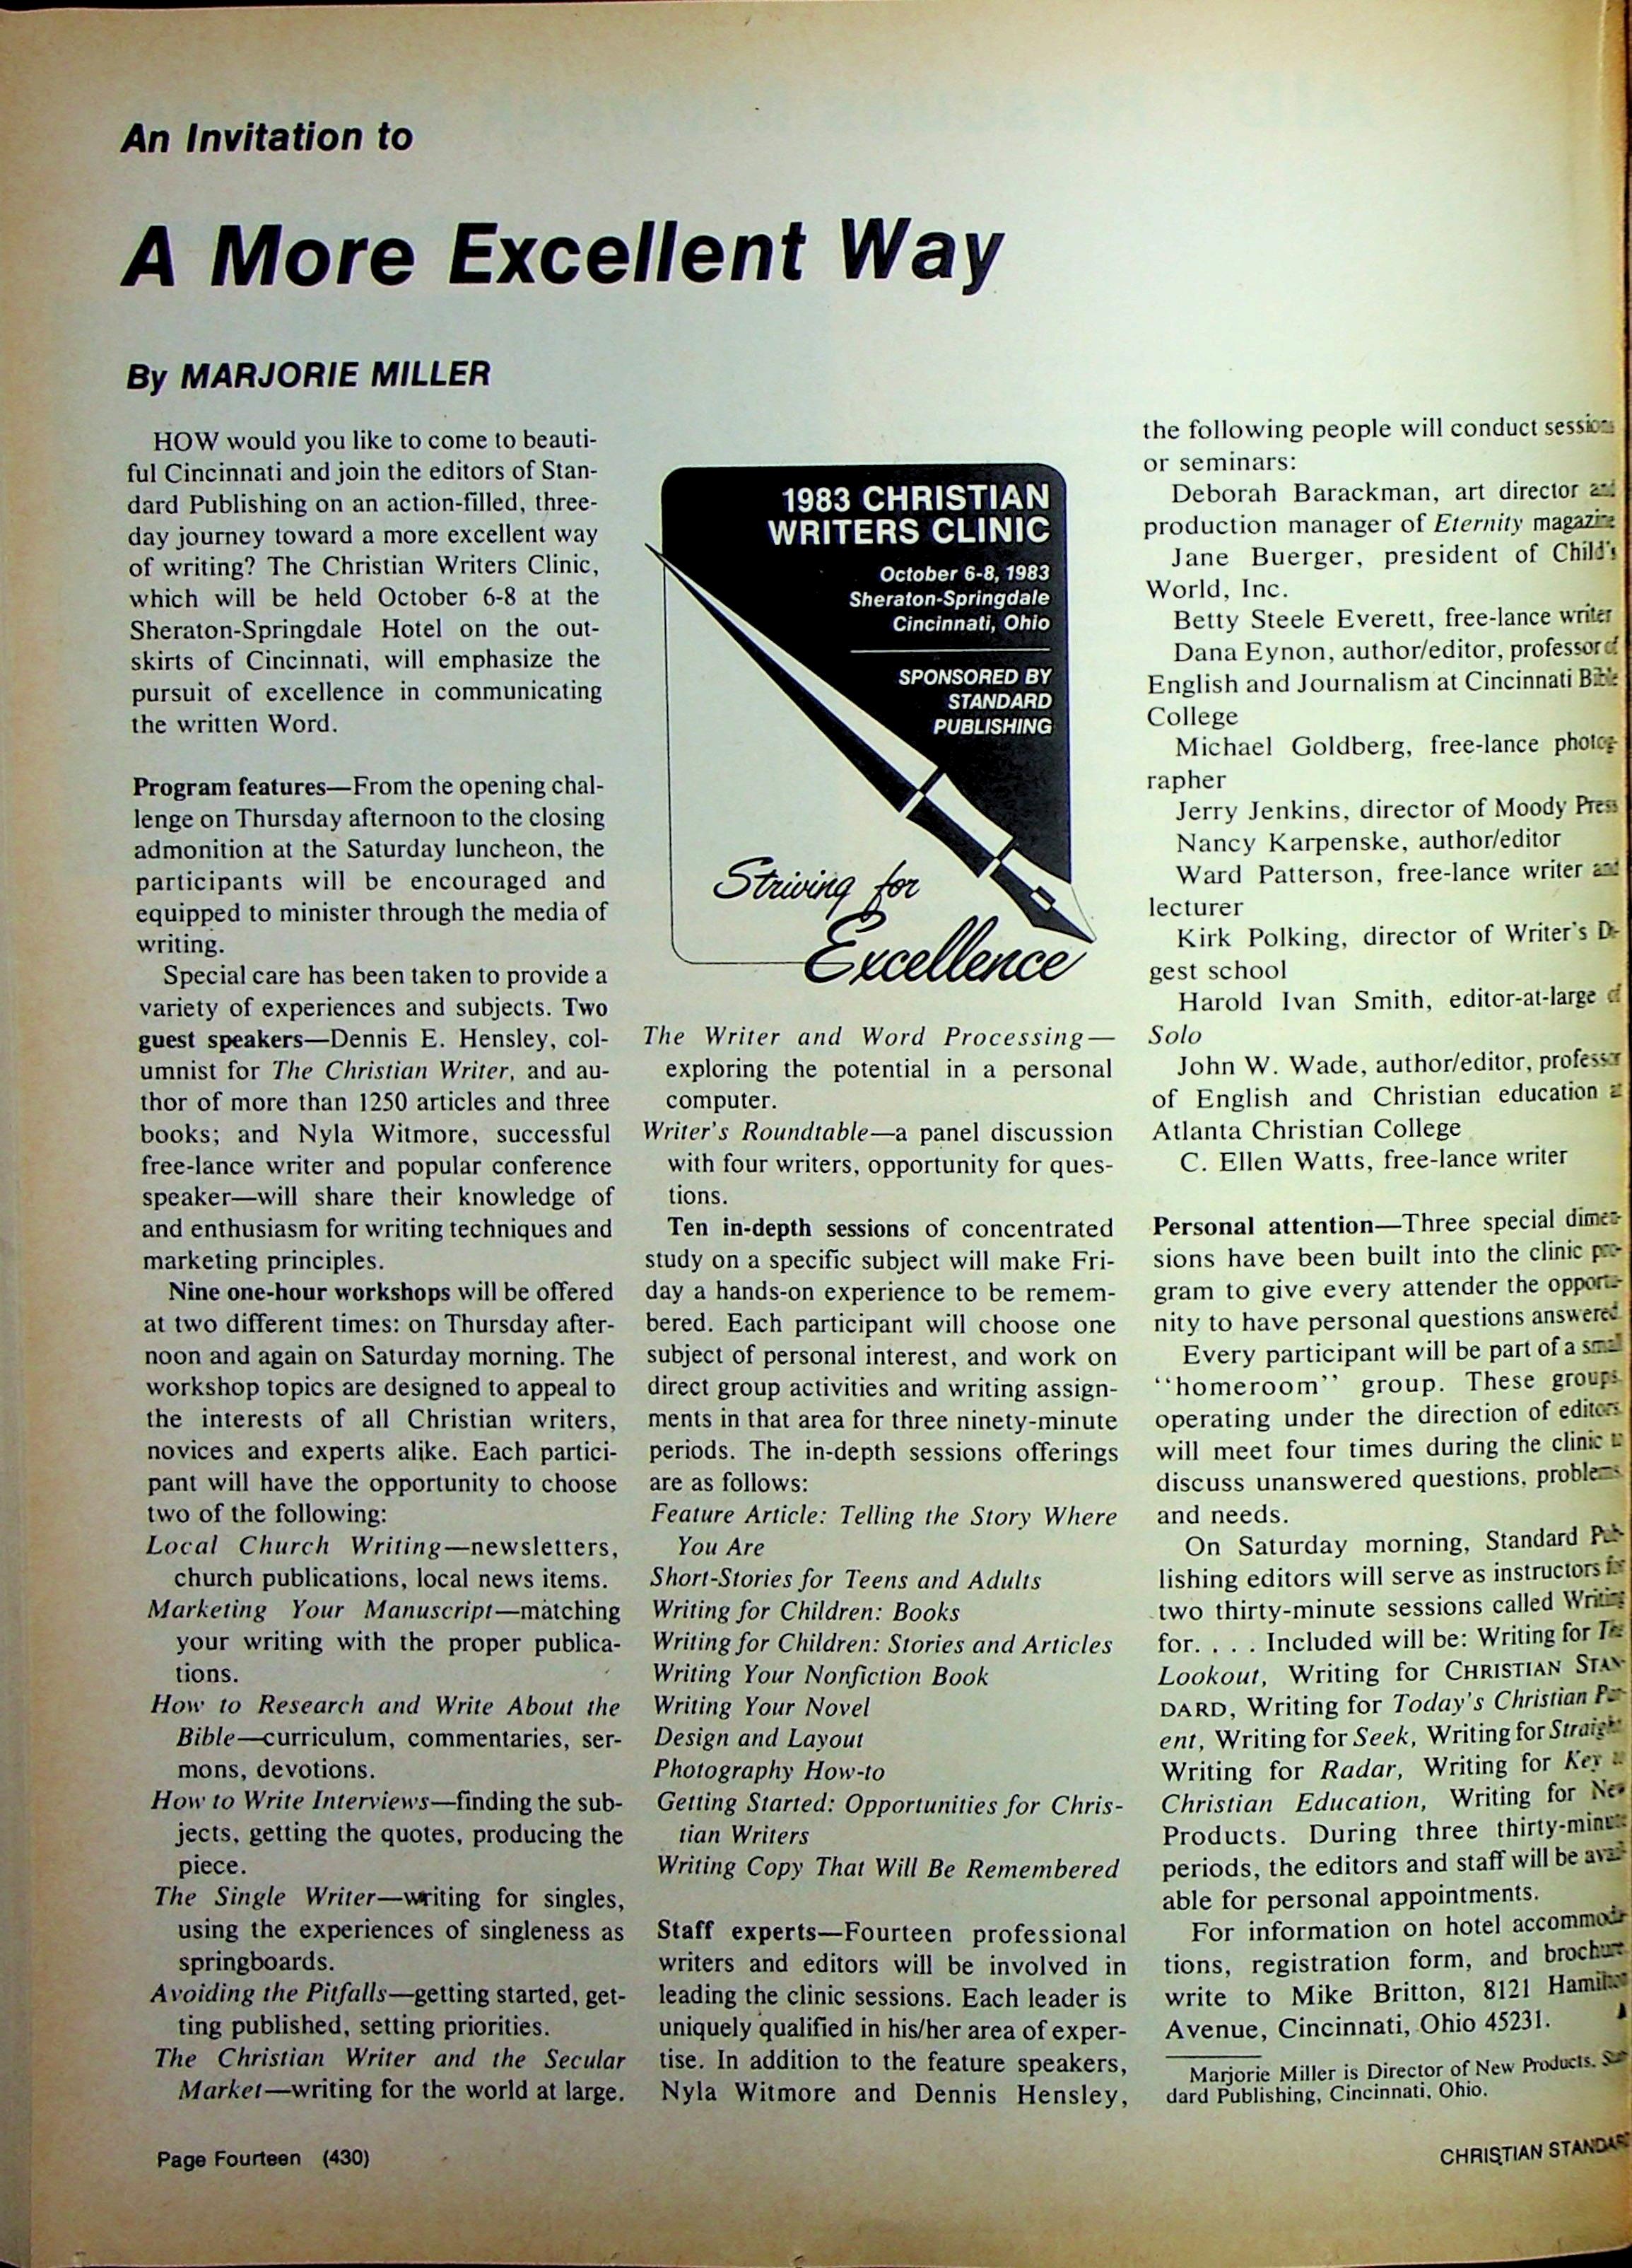 An Invitation to
A More Excellent Way
By MARJORIE MILLER
HOW would you like to come to beauti-
ful Cincinnati and join the editors of Stan-
dard Publishing on an action-filled, three-
day journey toward a more excellent way
of writing? The Christian Writers Clinic,
which will be held October 6-8 at the
Sheraton-Springdale Hotel on the out-
skirts of Cincinnati, will emphasize the
pursuit of excellence in communicating
the written Word.
Program features—From the opening chal-
lenge on Thursday afternoon to the closing
admonition at the Saturday luncheon, the
participants will be encouraged and
equipped to minister through the media of
writing.
Special care has been taken to provide a
variety of experiences and subjects. Two
guest speakers—Dennis E. Hensley, col-
umnist for The Christian Writer, and au-
thor of more than 1250 articles and three
books; and Nyla Witmore, successful
free-lance writer and popular conference
speaker—will share their knowledge of
and enthusiasm for writing techniques and
marketing principles.
Nine one-hour workshops will be offered
at two different times: on Thursday after-
noon and again on Saturday morning. The
workshop topics are designed to appeal to
the interests of all Christian writers,
novices and experts alike. Each partici-
pant will have the opportunity to choose
two of the following:
Local Church Writing—newsletters,
church publications, local news items.
Marketing Your Manuscript—matching
your writing with the proper publica-
tions.
How to Research and Write About the
Bible—curriculum, commentaries, ser-
mons, devotions.
How to Write Interviews—finding the sub-
jects, getting the quotes, producing the
piece.
The Single Writer—writing for singles,
using the experiences of singleness as
springboards.
Avoiding the Pitfalls—getting started, get-
ting published, setting priorities.
The Christian Writer and the Secular
Market—writing for the world at large.
1983 CHRISTIAN
WRITERS CLINIC
October 6-8, 1983
Sheraton-Springdale
Cincinnati, Ohio
SPONSORED BY
STANDARD
PUBLISHING
Striving for
Excellence
The Writer and Word Processing—
exploring the potential in a personal
computer.
Writer's Roundtable—a panel discussion
with four writers, opportunity for ques-
tions.
Ten in-depth sessions of concentrated
study on a specific subject will make Fri-
day a hands-on experience to be remem-
bered. Each participant will choose one
subject of personal interest, and work on
direct group activities and writing assign-
ments in that area for three ninety-minute
periods. The in-depth sessions offerings
are as follows:
Feature Article: Telling the Story Where
You Are
Short-Stories for Teens and Adults
Writing for Children: Books
Writing for Children: Stories and Articles
Writing Your Nonfiction Book
Writing Your Novel
Design and Layout
Photography How-to
Getting Started: Opportunities for Chris-
tian Writers
Writing Copy That Will Be Remembered
Staff experts—Fourteen professional
writers and editors will be involved in
leading the clinic sessions. Each leader is
uniquely qualified in his/her area of exper-
tise. In addition to the feature speakers,
Nyla Witmore and Dennis Hensley,
the following people will conduct sessions
or seminars:
Deborah Barackman, art director and
production manager of Eternity magazine
Jane Buerger, president of Child's
World, Inc.
Betty Steele Everett, free-lance writer
Dana Eynon, author/editor, professor of
English and Journalism at Cincinnati Bible
College
Michael Goldberg, free-lance photog-
rapher
Jerry Jenkins, director of Moody Press
Nancy Karpenske, author/editor
Ward Patterson, free-lance writer and
lecturer
Kirk Polking, director of Writer's Di-
gest school
Harold Ivan Smith, editor-at-large of
Solo
John W. Wade, author/editor, professor
of English and Christian education at
Atlanta Christian College
C. Ellen Watts, free-lance writer
Personal attention—Three special dimen-
sions have been built into the clinic pro-
gram to give every attender the opportu-
nity to have personal questions answered.
Every participant will be part of a small
"homeroom" group. These groups,
operating under the direction of editors
will meet four times during the clinic to
discuss unanswered questions, problems
and needs.
On Saturday morning, Standard Pub-
lishing editors will serve as instructors for
two thirty-minute sessions called Writing
for. . . . Included will be: Writing for The
Lookout, Writing for CHRISTIAN STAN-
DARD, Writing for Today's Christian Par-
ent, Writing for Seek, Writing for Straight
Writing for Radar, Writing for Key to
Christian Education, Writing for New
Products. During three thirty-minute
periods, the editors and staff will be avail-
able for personal appointments.
For information on hotel accommoda-
tions, registration form, and brochure
write to Mike Britton, 8121 Hamilton
Avenue, Cincinnati, Ohio 45231.
Marjorie Miller is Director of New Products, Stan-
dard Publishing, Cincinnati, Ohio.
Page Fourteen (430)
CHRISTIAN STANDARD